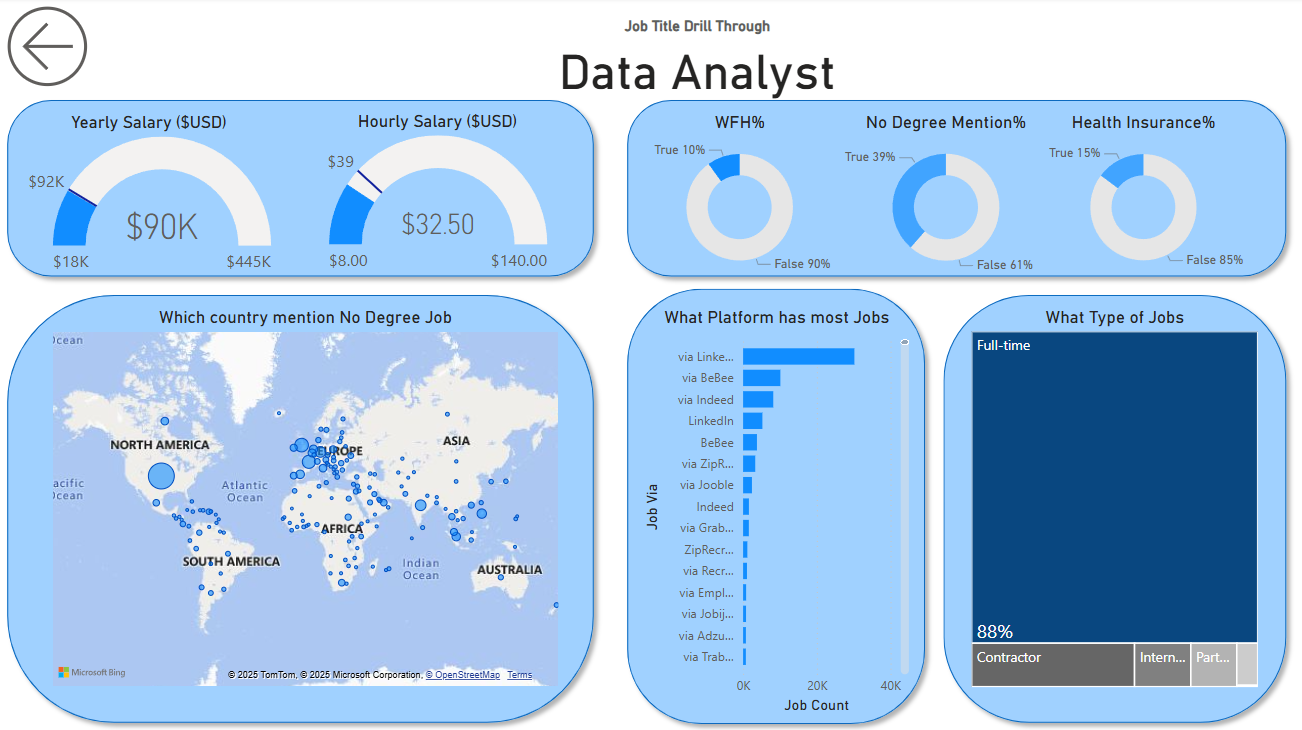 Job Title Drill Through
Data Analyst
Yearly Salary ($USD)
$92K
$90K
$18K
$445K
Hourly Salary ($USD)
$39
$32.50
$8.00
$140.00
WFH%
True 10%
False 90%
No Degree Mention%
True 39%
False 61%
Health Insurance%
True 15%
False 85%
Which country mention No Degree Job
Ocean
NORTH AMERICA
EUROPE
ASIA
Pacific
Ocean
Atlantic
Ocean
AFRICA
Indian
Ocean
SOUTH AMERICA
AUSTRALIA
Microsoft Bing
© 2025 TomTom, © 2025 Microsoft Corporation, © OpenStreetMap Terms
What Platform has most Jobs
Job Via
via Linke...
via BeBee
via Indeed
LinkedIn
BeBee
via ZipR...
via Jooble
Indeed
via Grab...
ZipRecr...
via Recr...
via Empl...
via Jobij...
via Adzu...
via Trab...
0K 20K 40K
Job Count
What Type of Jobs
Full-time
88%
Contractor
Intern...
Part...